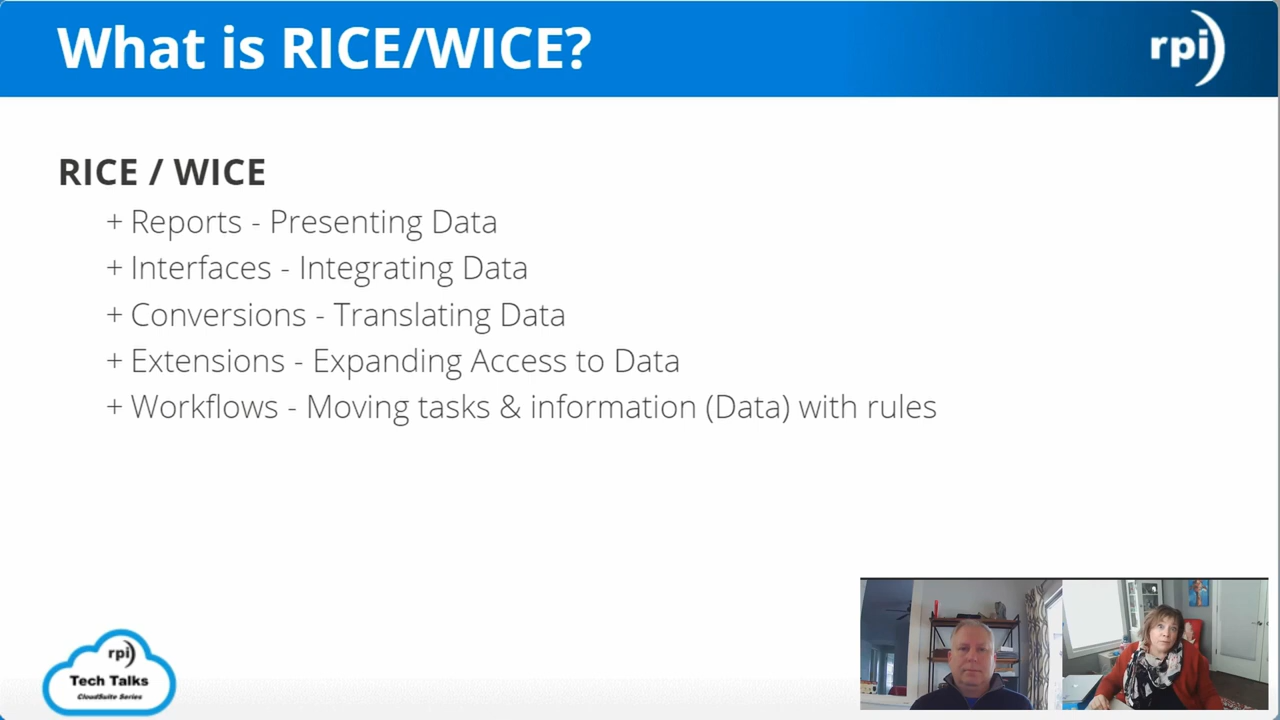 What is RICE/WICE?
rpi
RICE / WICE
+ Reports - Presenting Data
+ Interfaces - Integrating Data
+ Conversions - Translating Data
+ Extensions - Expanding Access to Data
+ Workflows - Moving tasks & information (Data) with rules
rpi
Tech Talks
CloudSuite Series